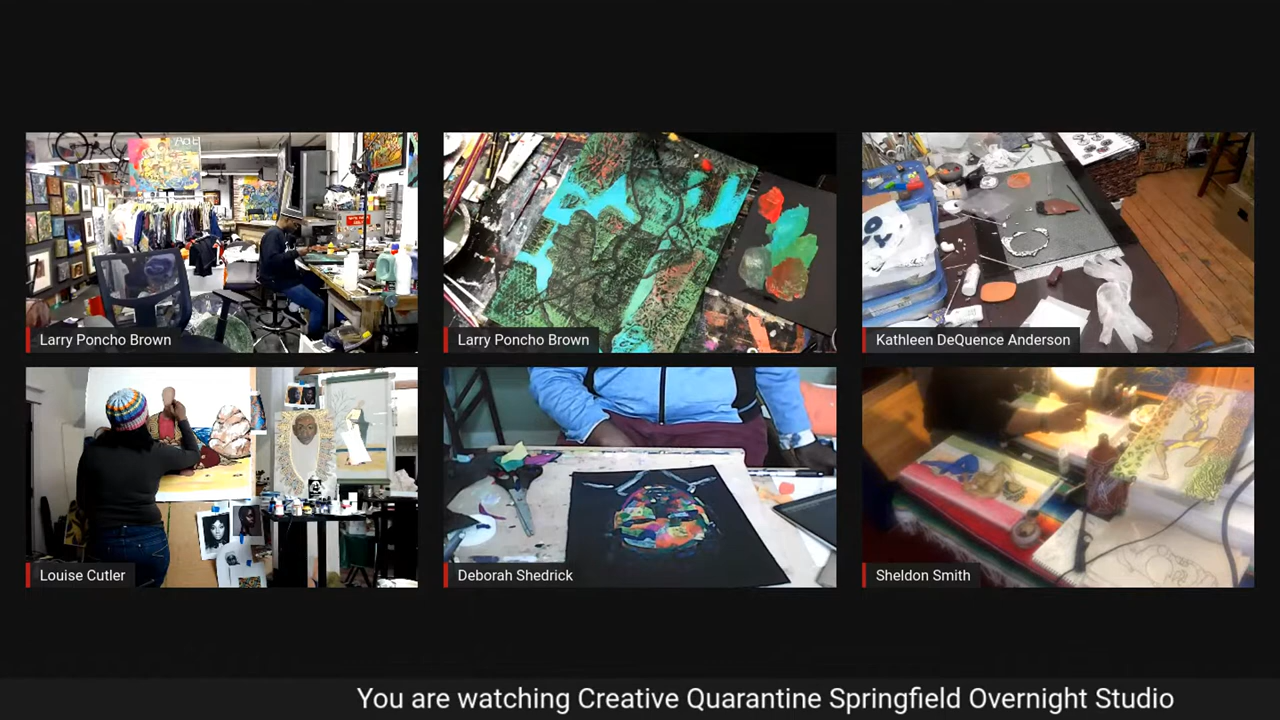 Larry Poncho Brown
Larry Poncho Brown
Kathleen DeQuence Anderson
Louise Cutler
Deborah Shedrick
Sheldon Smith
You are watching Creative Quarantine Springfield Overnight Studio